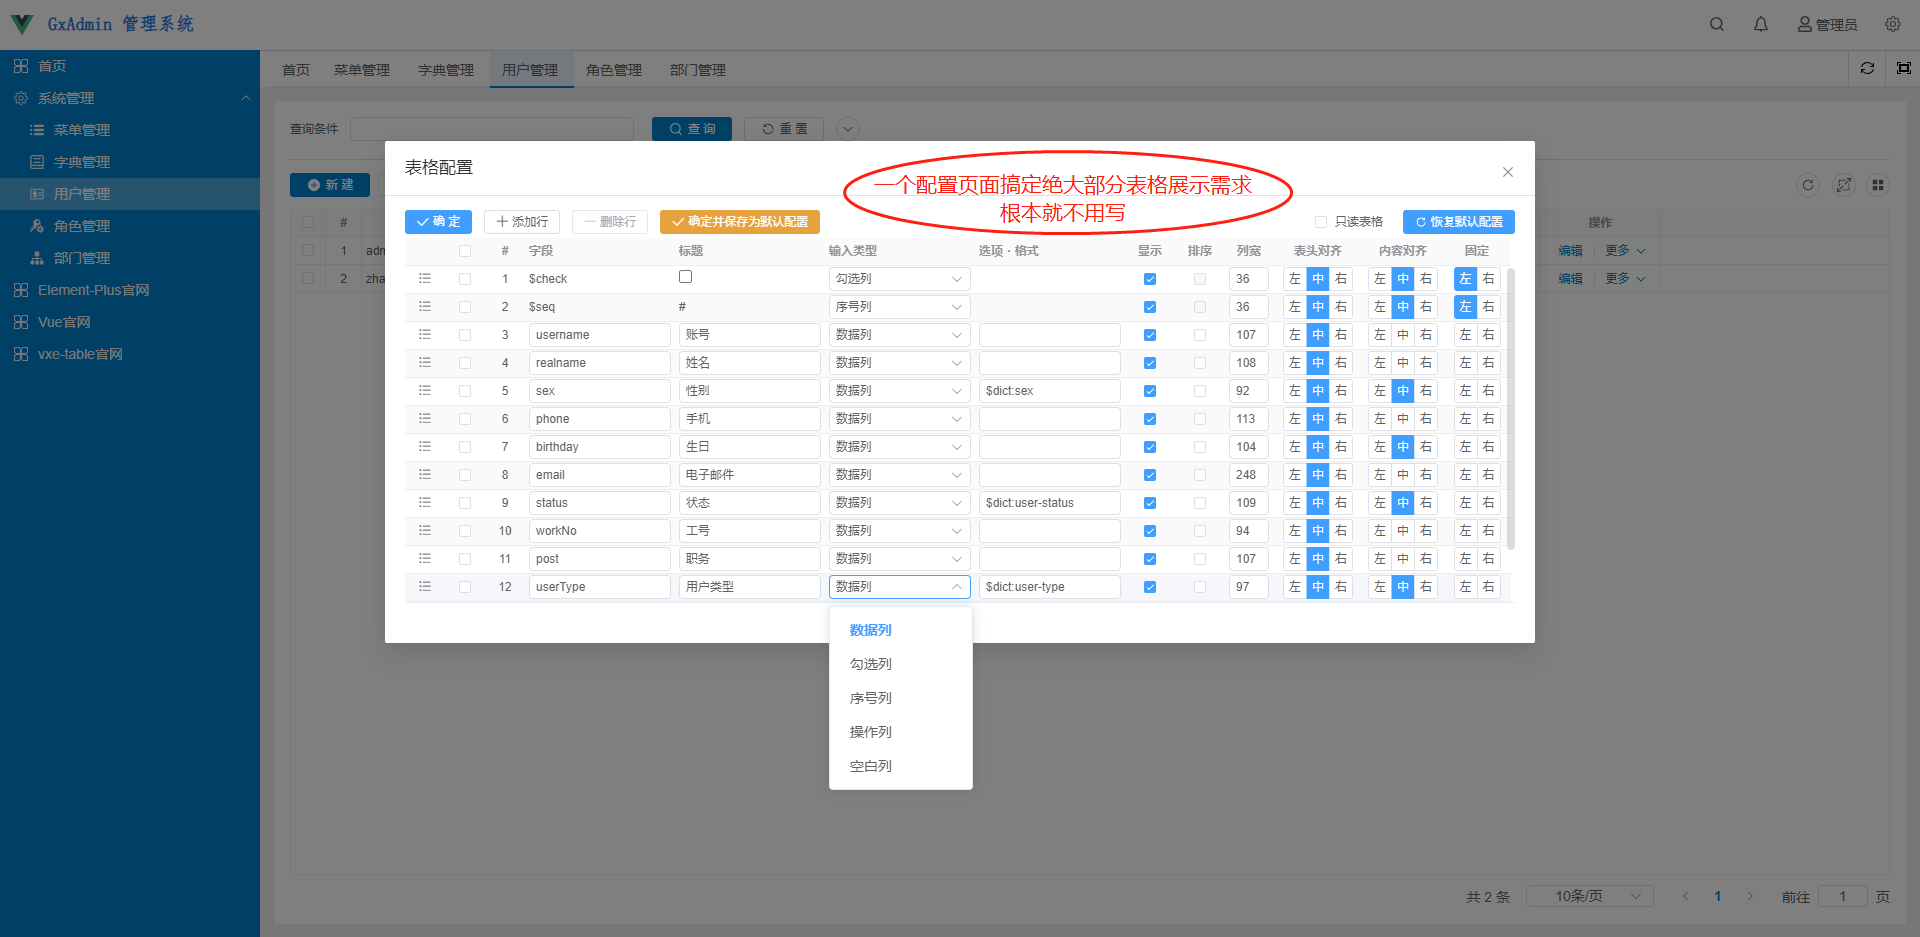 GxAdmin 管理系统
管理员
首页
系统管理
菜单管理
字典管理
用户管理
角色管理
部门管理
Element-Plus官网
Vue官网
vxe-table官网
首页 菜单管理 字典管理 用户管理 角色管理 部门管理
查询条件 查 询 重 置
新 建
# 操作
1 adn 编辑 更多
2 zha 编辑 更多
表格配置
一个配置页面搞定绝大部分表格展示需求
根本就不用写
确 定 添加行 删除行 确定并保存为默认配置 只读表格 恢复默认配置
# 字段 标题 输入类型 选项・格式 显示 排序 列宽 表头对齐 内容对齐 固定
1 $check 勾选列 36 左 中 右 左 中 右 左 右
2 $seq # 序号列 36 左 中 右 左 中 右 左 右
3 username 账号 数据列 107 左 中 右 左 中 右 左 右
4 realname 姓名 数据列 108 左 中 右 左 中 右 左 右
5 sex 性别 数据列 $dict:sex 92 左 中 右 左 中 右 左 右
6 phone 手机 数据列 113 左 中 右 左 中 右 左 右
7 birthday 生日 数据列 104 左 中 右 左 中 右 左 右
8 email 电子邮件 数据列 248 左 中 右 左 中 右 左 右
9 status 状态 数据列 $dict:user-status 109 左 中 右 左 中 右 左 右
10 workNo 工号 数据列 94 左 中 右 左 中 右 左 右
11 post 职务 数据列 107 左 中 右 左 中 右 左 右
12 userType 用户类型 数据列 $dict:user-type 97 左 中 右 左 中 右 左 右
数据列
勾选列
序号列
操作列
空白列
共 2 条 10条/页 1 前往 1 页